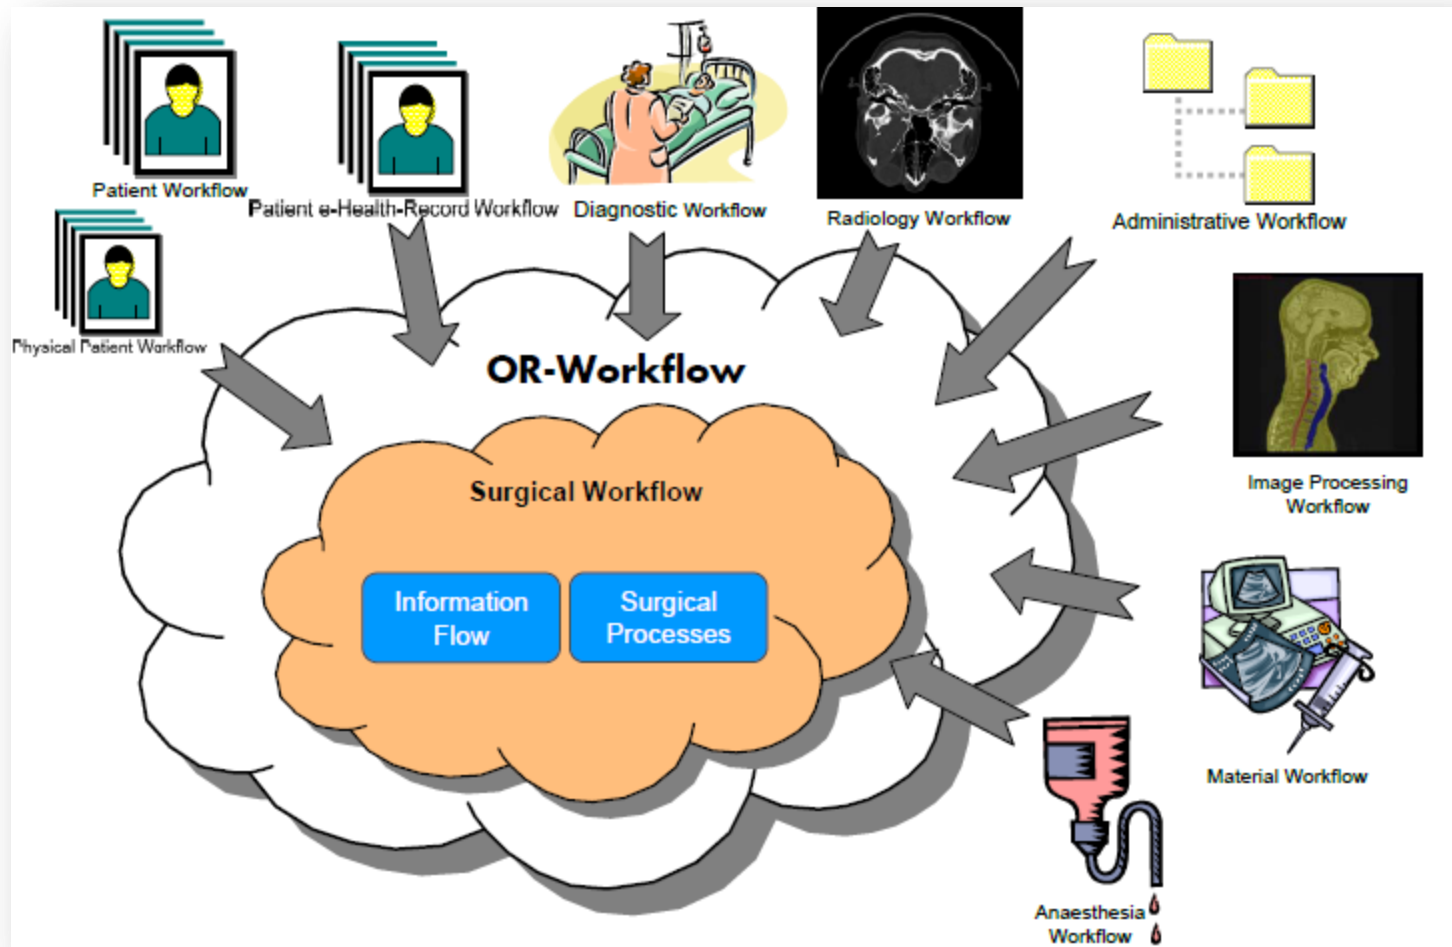 Patient Workflow
Patient e-Health-Record Workflow
Diagnostic Workflow
Radiology Workflow
Administrative Workflow
Physical Patient Workflow
OR-Workflow
Image Processing
Workflow
Surgical Workflow
Information
Flow
Surgical
Processes
Material Workflow
Anaesthesia
Workflow